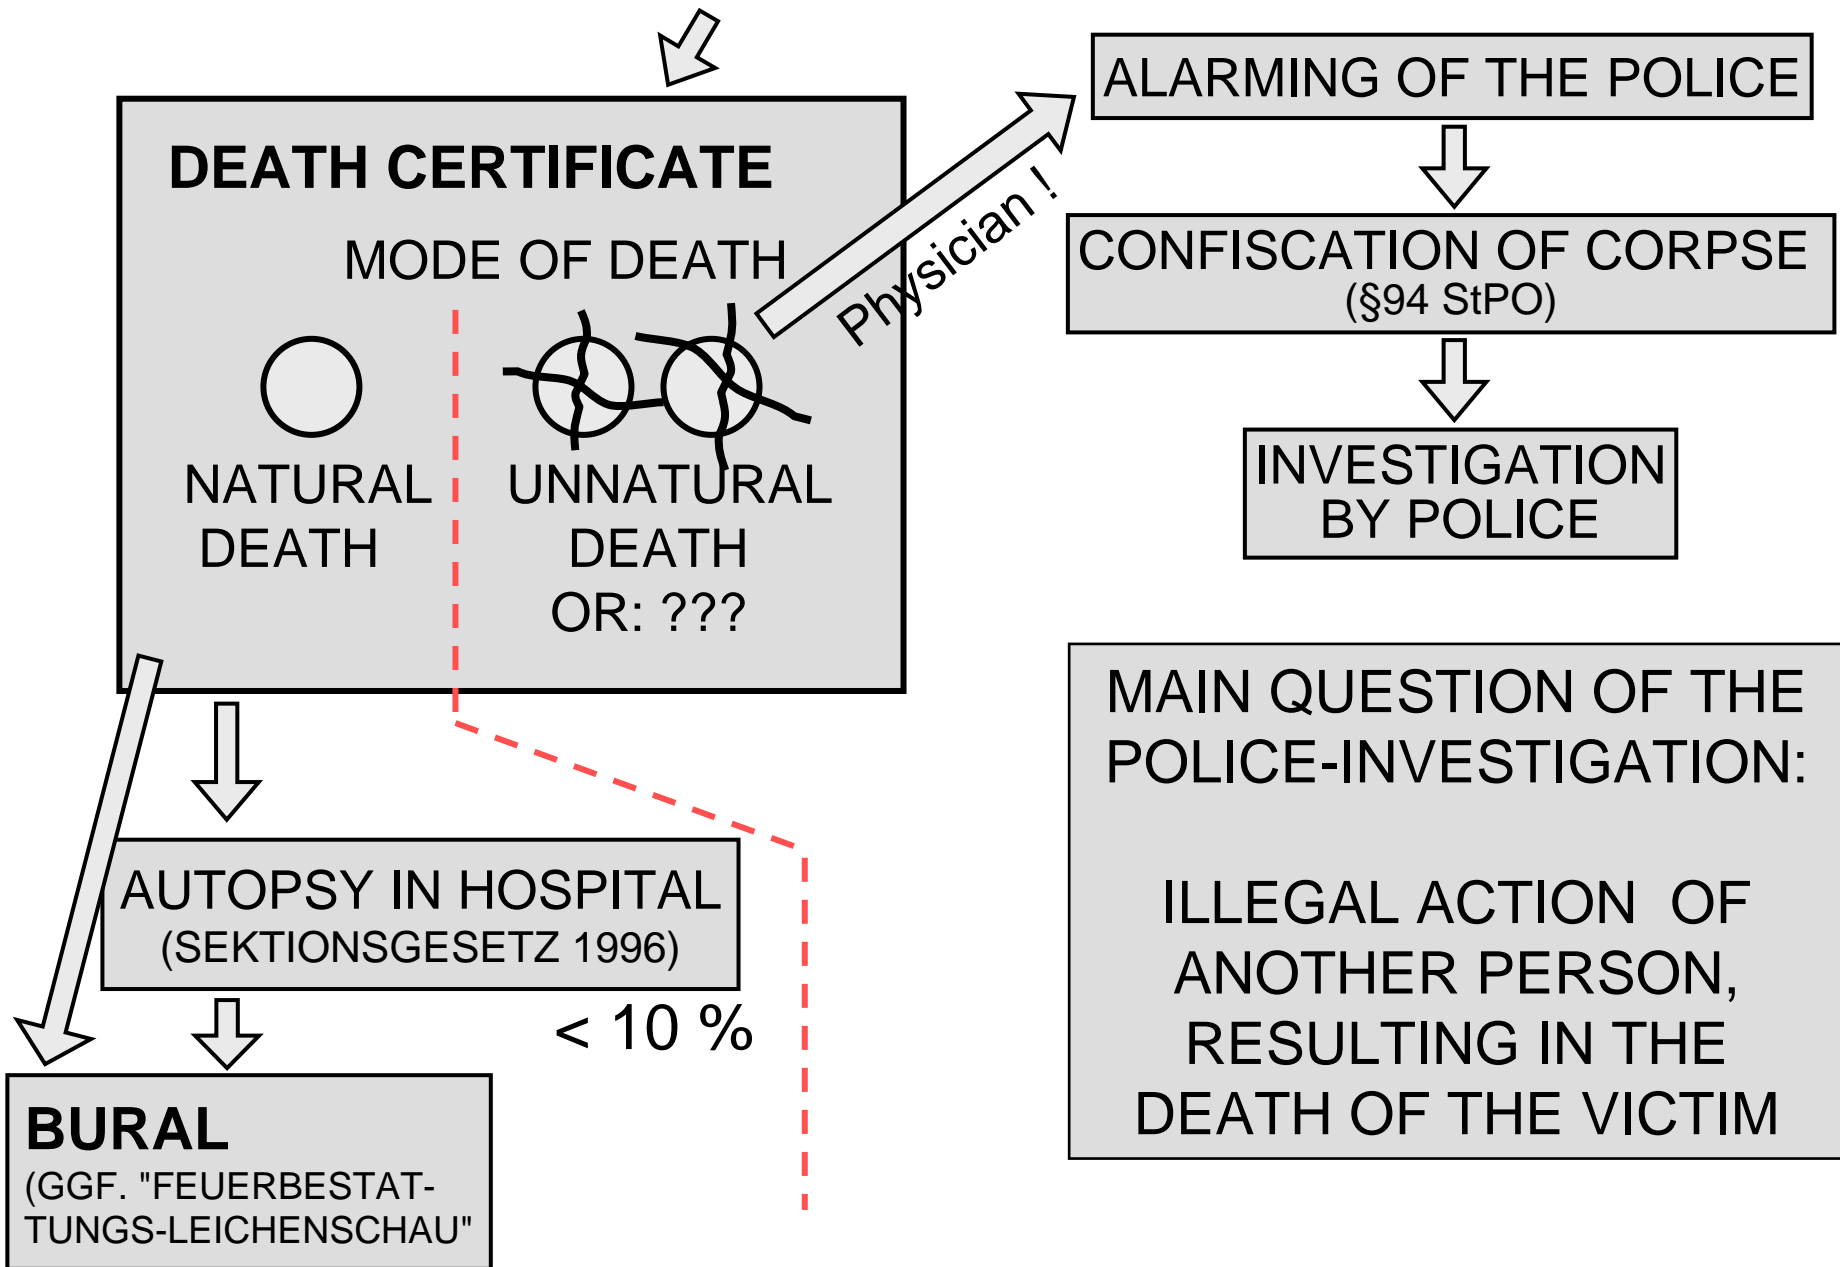 DEATH CERTIFICATE
MODE OF DEATH
NATURAL
DEATH
UNNATURAL
DEATH
OR: ???
Physician !
ALARMING OF THE POLICE
CONFISCATION OF CORPSE
(§94 StPO)
INVESTIGATION
BY POLICE
MAIN QUESTION OF THE
POLICE-INVESTIGATION:
ILLEGAL ACTION OF
ANOTHER PERSON,
RESULTING IN THE
DEATH OF THE VICTIM
AUTOPSY IN HOSPITAL
(SEKTIONSGESETZ 1996)
< 10 %
BURAL
(GGF. "FEUERBESTAT-
TUNGS-LEICHENSCHAU"